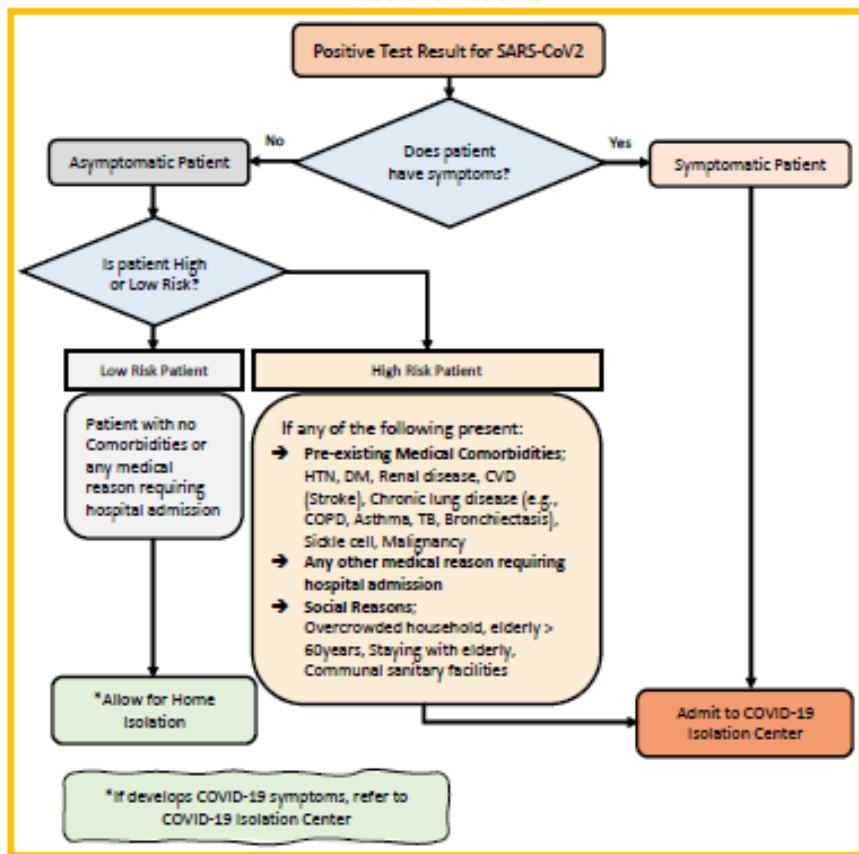 Positive Test Result for SARS-CoV2
Does patient
have symptoms?
No
Yes
Asymptomatic Patient
Symptomatic Patient
Is patient High
or Low Risk?
Low Risk Patient
High Risk Patient
Patient with no
Comorbidities or
any medical
reason requiring
hospital admission
If any of the following present:
➔ Pre-existing Medical Comorbidities;
HTN, DM, Renal disease, CVD
(Stroke), Chronic lung disease (e.g.,
COPD, Asthma, TB, Bronchiectasis),
Sickle cell, Malignancy
➔ Any other medical reason requiring
hospital admission
➔ Social Reasons;
Overcrowded household, elderly >
60years, Staying with elderly,
Communal sanitary facilities
*Allow for Home
Isolation
Admit to COVID-19
Isolation Center
*If develops COVID-19 symptoms, refer to
COVID-19 Isolation Center